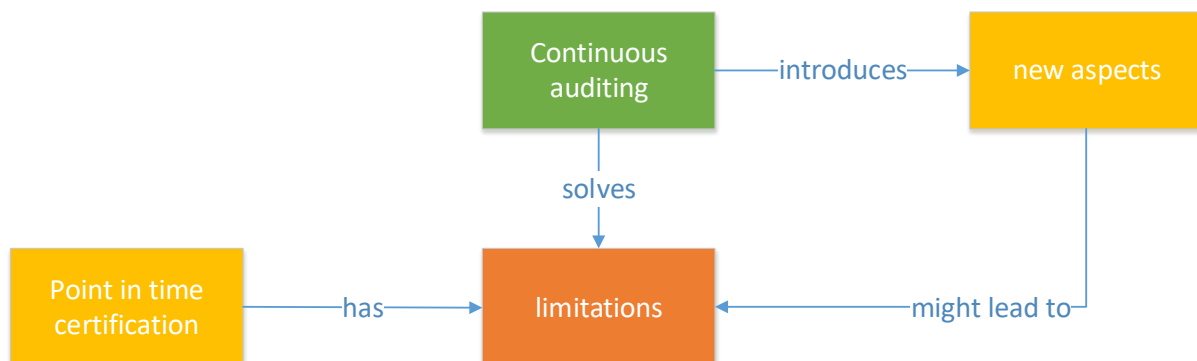 Continuous
auditing
introduces
new aspects
solves
Point in time
certification
has
limitations
might lead to